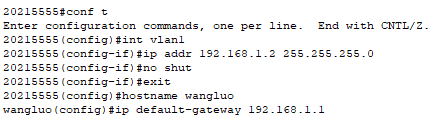 20215555#conf t
Enter configuration commands, one per line.  End with CNTL/Z.
20215555(config)#int vlan1
20215555(config-if)#ip addr 192.168.1.2 255.255.255.0
20215555(config-if)#no shut
20215555(config-if)#exit
20215555(config)#hostname wangluo
wangluo(config)#ip default-gateway 192.168.1.1